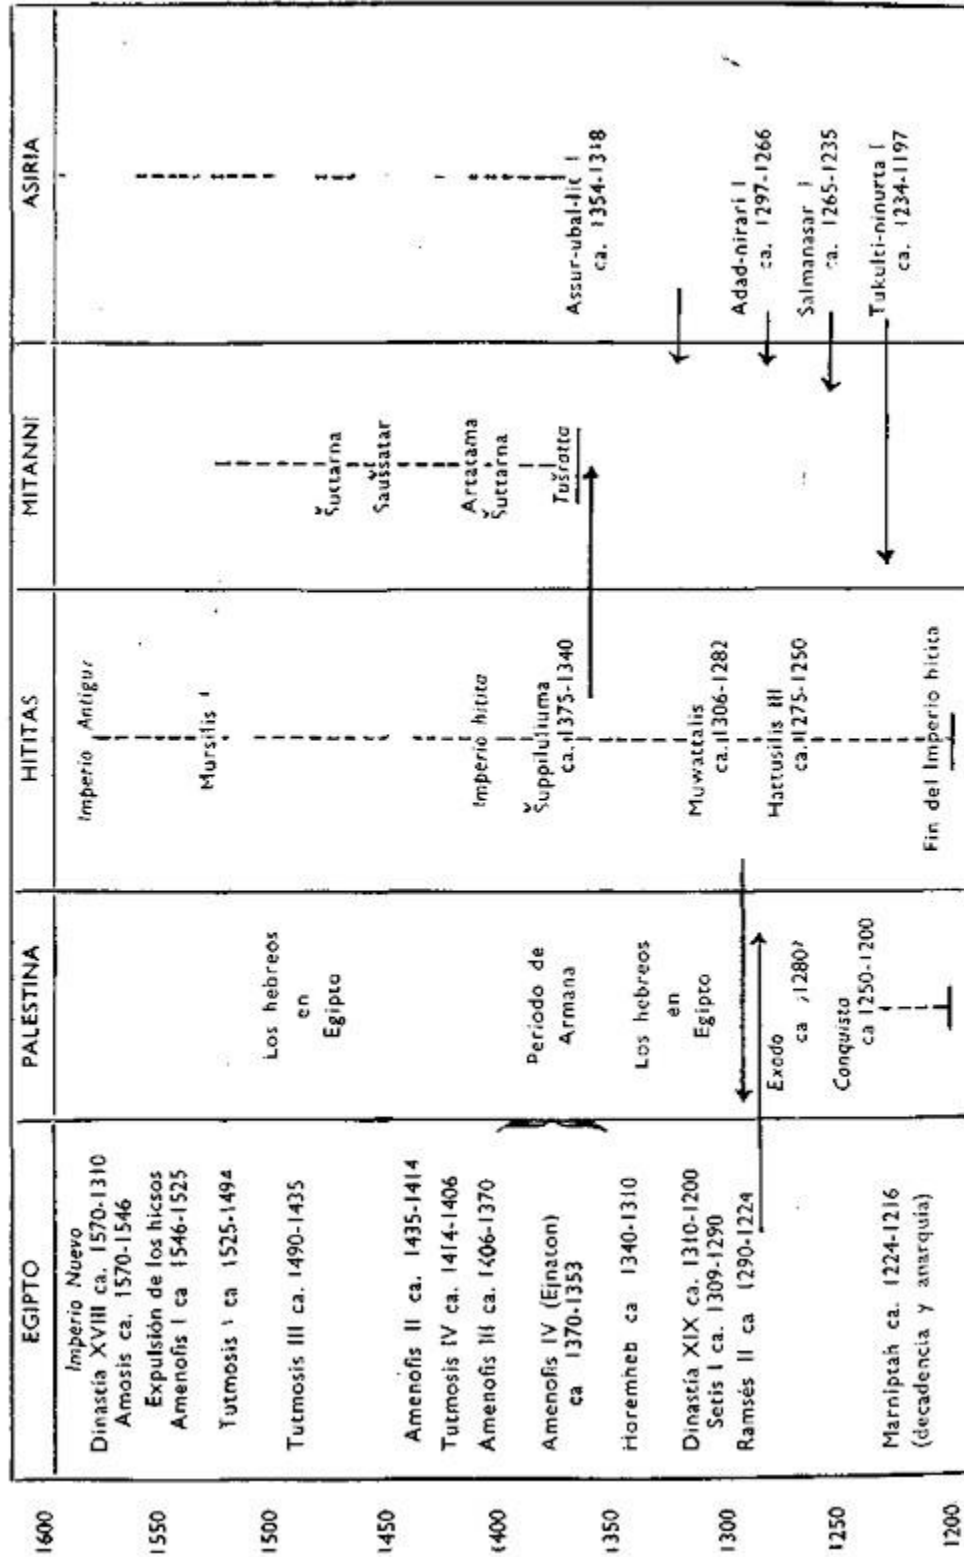 EGIPTO
PALESTINA
HITITAS
MITANNI
ASIRIA
1600
1550
1500
1450
1400
1350
1300
1250
1200
Imperio Nuevo
Dinastía XVIII ca. 1570-1310
Amosis ca. 1570-1546
Expulsión de los hicsos
Amenofis I ca 1546-1525
Tutmosis I ca 1525-1494
Tutmosis III ca. 1490-1435
Amenofis II ca. 1435-1414
Tutmosis IV ca. 1414-1406
Amenofis III ca. 1406-1370
Amenofis IV (Ejnaton)
ca 1370-1353
Horemheb ca 1340-1310
Dinastía XIX ca. 1310-1200
Setis I ca. 1309-1290
Ramsés II ca 1290-1224
Marniptah ca. 1224-1216
(decadencia y anarquía)
Los hebreos
en
Egipto
Período de
Armana
Los hebreos
en
Egipto
Exodo
ca ¿1280?
Conquista
ca 1250-1200
Imperio Antiguo
Mursilis I
Imperio hitita
Šuppiluliuma
ca. 1375-1340
Muwattalis
ca. 1306-1282
Hattusilis III
ca. 1275-1250
Fin del Imperio hitita
Šuttarna
Saušsatar
Artatama
Šuttarna
Tušratta
Assur-ubal-lit I
ca. 1354-1318
Adad-nirari I
ca. 1297-1266
Salmanasar I
ca. 1265-1235
Tukulti-ninurta I
ca. 1234-1197